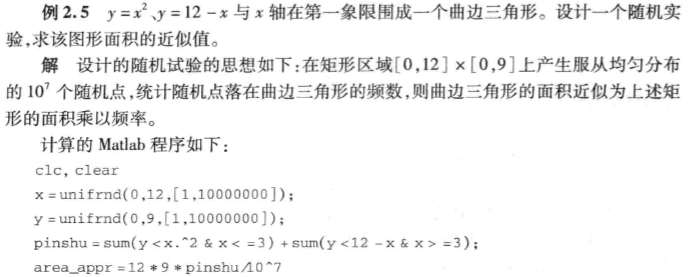 例 2.5 y = x²、y = 12 - x 与 x 轴在第一象限围成一个曲边三角形。设计一个随机实
验,求该图形面积的近似值。
解 设计的随机试验的思想如下:在矩形区域[0,12] × [0,9]上产生服从均匀分布
的 10⁷ 个随机点,统计随机点落在曲边三角形的频数,则曲边三角形的面积近似为上述矩
形的面积乘以频率。
计算的 Matlab 程序如下:
clc, clear
x = unifrnd(0,12,[1,10000000]);
y = unifrnd(0,9,[1,10000000]);
pinshu = sum(y < x.^2 & x < = 3) + sum(y < 12 - x & x > = 3);
area_appr = 12 * 9 * pinshu/10^7